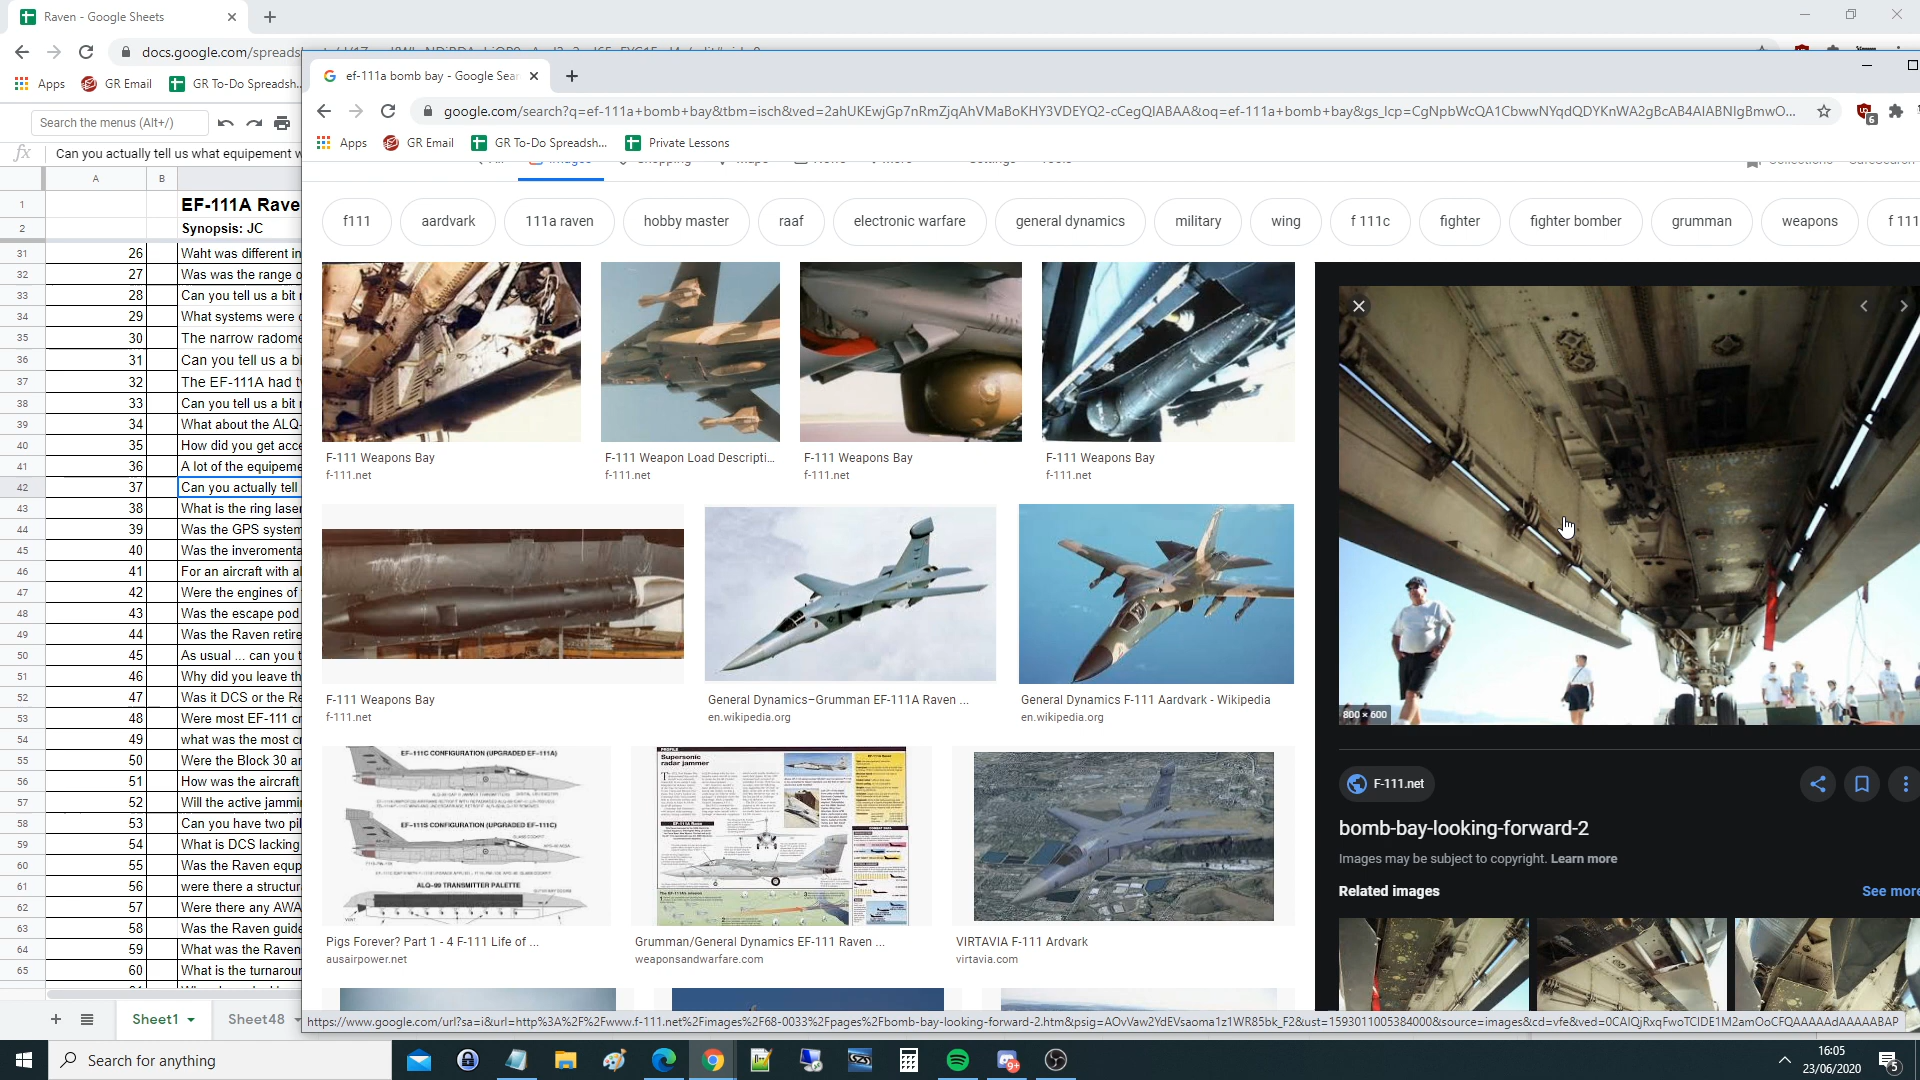 Raven - Google Sheets
docs.google.com/spreads
Apps
GR Email
GR To-Do Spreadsh...
Search the menus (Alt+/)
fx
Can you actually tell us what equipement w
A
B
1
EF-111A Rave
2
Synopsis: JC
31 26 Waht was different in
32 27 Was was the range o
33 28 Can you tell us a bit
34 29 What systems were
35 30 The narrow radome
36 31 Can you tell us a bi
37 32 The EF-111A had t
38 33 Can you tell us a bit
39 34 What about the ALQ-
40 35 How did you get acce
41 36 A lot of the equipeme
42 37 Can you actually tell
43 38 What is the ring laser
44 39 Was the GPS system
45 40 Was the inveromenta
46 41 For an aircraft with al
47 42 Were the engines of
48 43 Was the escape pod
49 44 Was the Raven retire
50 45 As usual ... can you t
51 46 Why did you leave th
52 47 Was it DCS or the Re
53 48 Were most EF-111 cr
54 49 what was the most cr
55 50 Were the Block 30 ar
56 51 How was the aircraft
57 52 Will the active jammi
58 53 Can you have two pil
59 54 What is DCS lacking
60 55 Was the Raven equip
61 56 were there a structur
62 57 Were there any AWA
63 58 Was the Raven guide
64 59 What was the Raven
65 60 What is the turnarour
Sheet1
Sheet48
ef-111a bomb bay - Google Sear
google.com/search?q=ef-111a+bomb+bay&tbm=isch&ved=2ahUKEwjGp7nRmZjqAhVMaBoKHY3VDEYQ2-cCegQIABAA&oq=ef-111a+bomb+bay&gs_lcp=CgNpbWcQA1CbwwNYqdQDYKnWA2gBcAB4AIABNIgBmwO...
6
Apps
GR Email
GR To-Do Spreadsh...
Private Lessons
f111
aardvark
111a raven
hobby master
raaf
electronic warfare
general dynamics
military
wing
f 111c
fighter
fighter bomber
grumman
weapons
f 111
F-111 Weapons Bay
f-111.net
F-111 Weapon Load Descripti...
f-111.net
F-111 Weapons Bay
f-111.net
F-111 Weapons Bay
f-111.net
F-111 Weapons Bay
f-111.net
General Dynamics–Grumman EF-111A Raven ...
en.wikipedia.org
General Dynamics F-111 Aardvark - Wikipedia
en.wikipedia.org
EF-111C CONFIGURATION (UPGRADED EF-111A)
EF-111S CONFIGURATION (UPGRADED EF-111C)
ALQ-99 TRANSMITTER PALETTE
Supersonic
radar jammer
Pigs Forever? Part 1 - 4 F-111 Life of ...
ausairpower.net
Grumman/General Dynamics EF-111 Raven ...
weaponsandwarfare.com
VIRTAVIA F-111 Ardvark
virtavia.com
800 × 600
F-111.net
bomb-bay-looking-forward-2
Images may be subject to copyright. Learn more
Related images
See more
https://www.google.com/url?sa=i&url=http%3A%2F%2Fwww.f-111.net%2Fimages%2F68-0033%2Fpages%2Fbomb-bay-looking-forward-2.htm&psig=AOvVaw2YdEVsaoma1z1WR85bk_F2&ust=1593011005384000&source=images&cd=vfe&ved=0CAIQjRxqFwoTCIDE1M2amOoCFQAAAAAdAAAAABAP
Search for anything
9+
16:05
23/06/2020
5